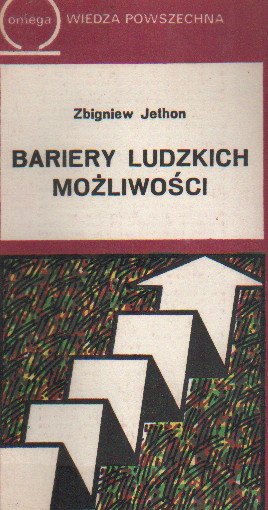 omega WIEDZA POWSZECHNA
Zbigniew Jethon
BARIERY LUDZKICH
MOŻLIWOŚCI